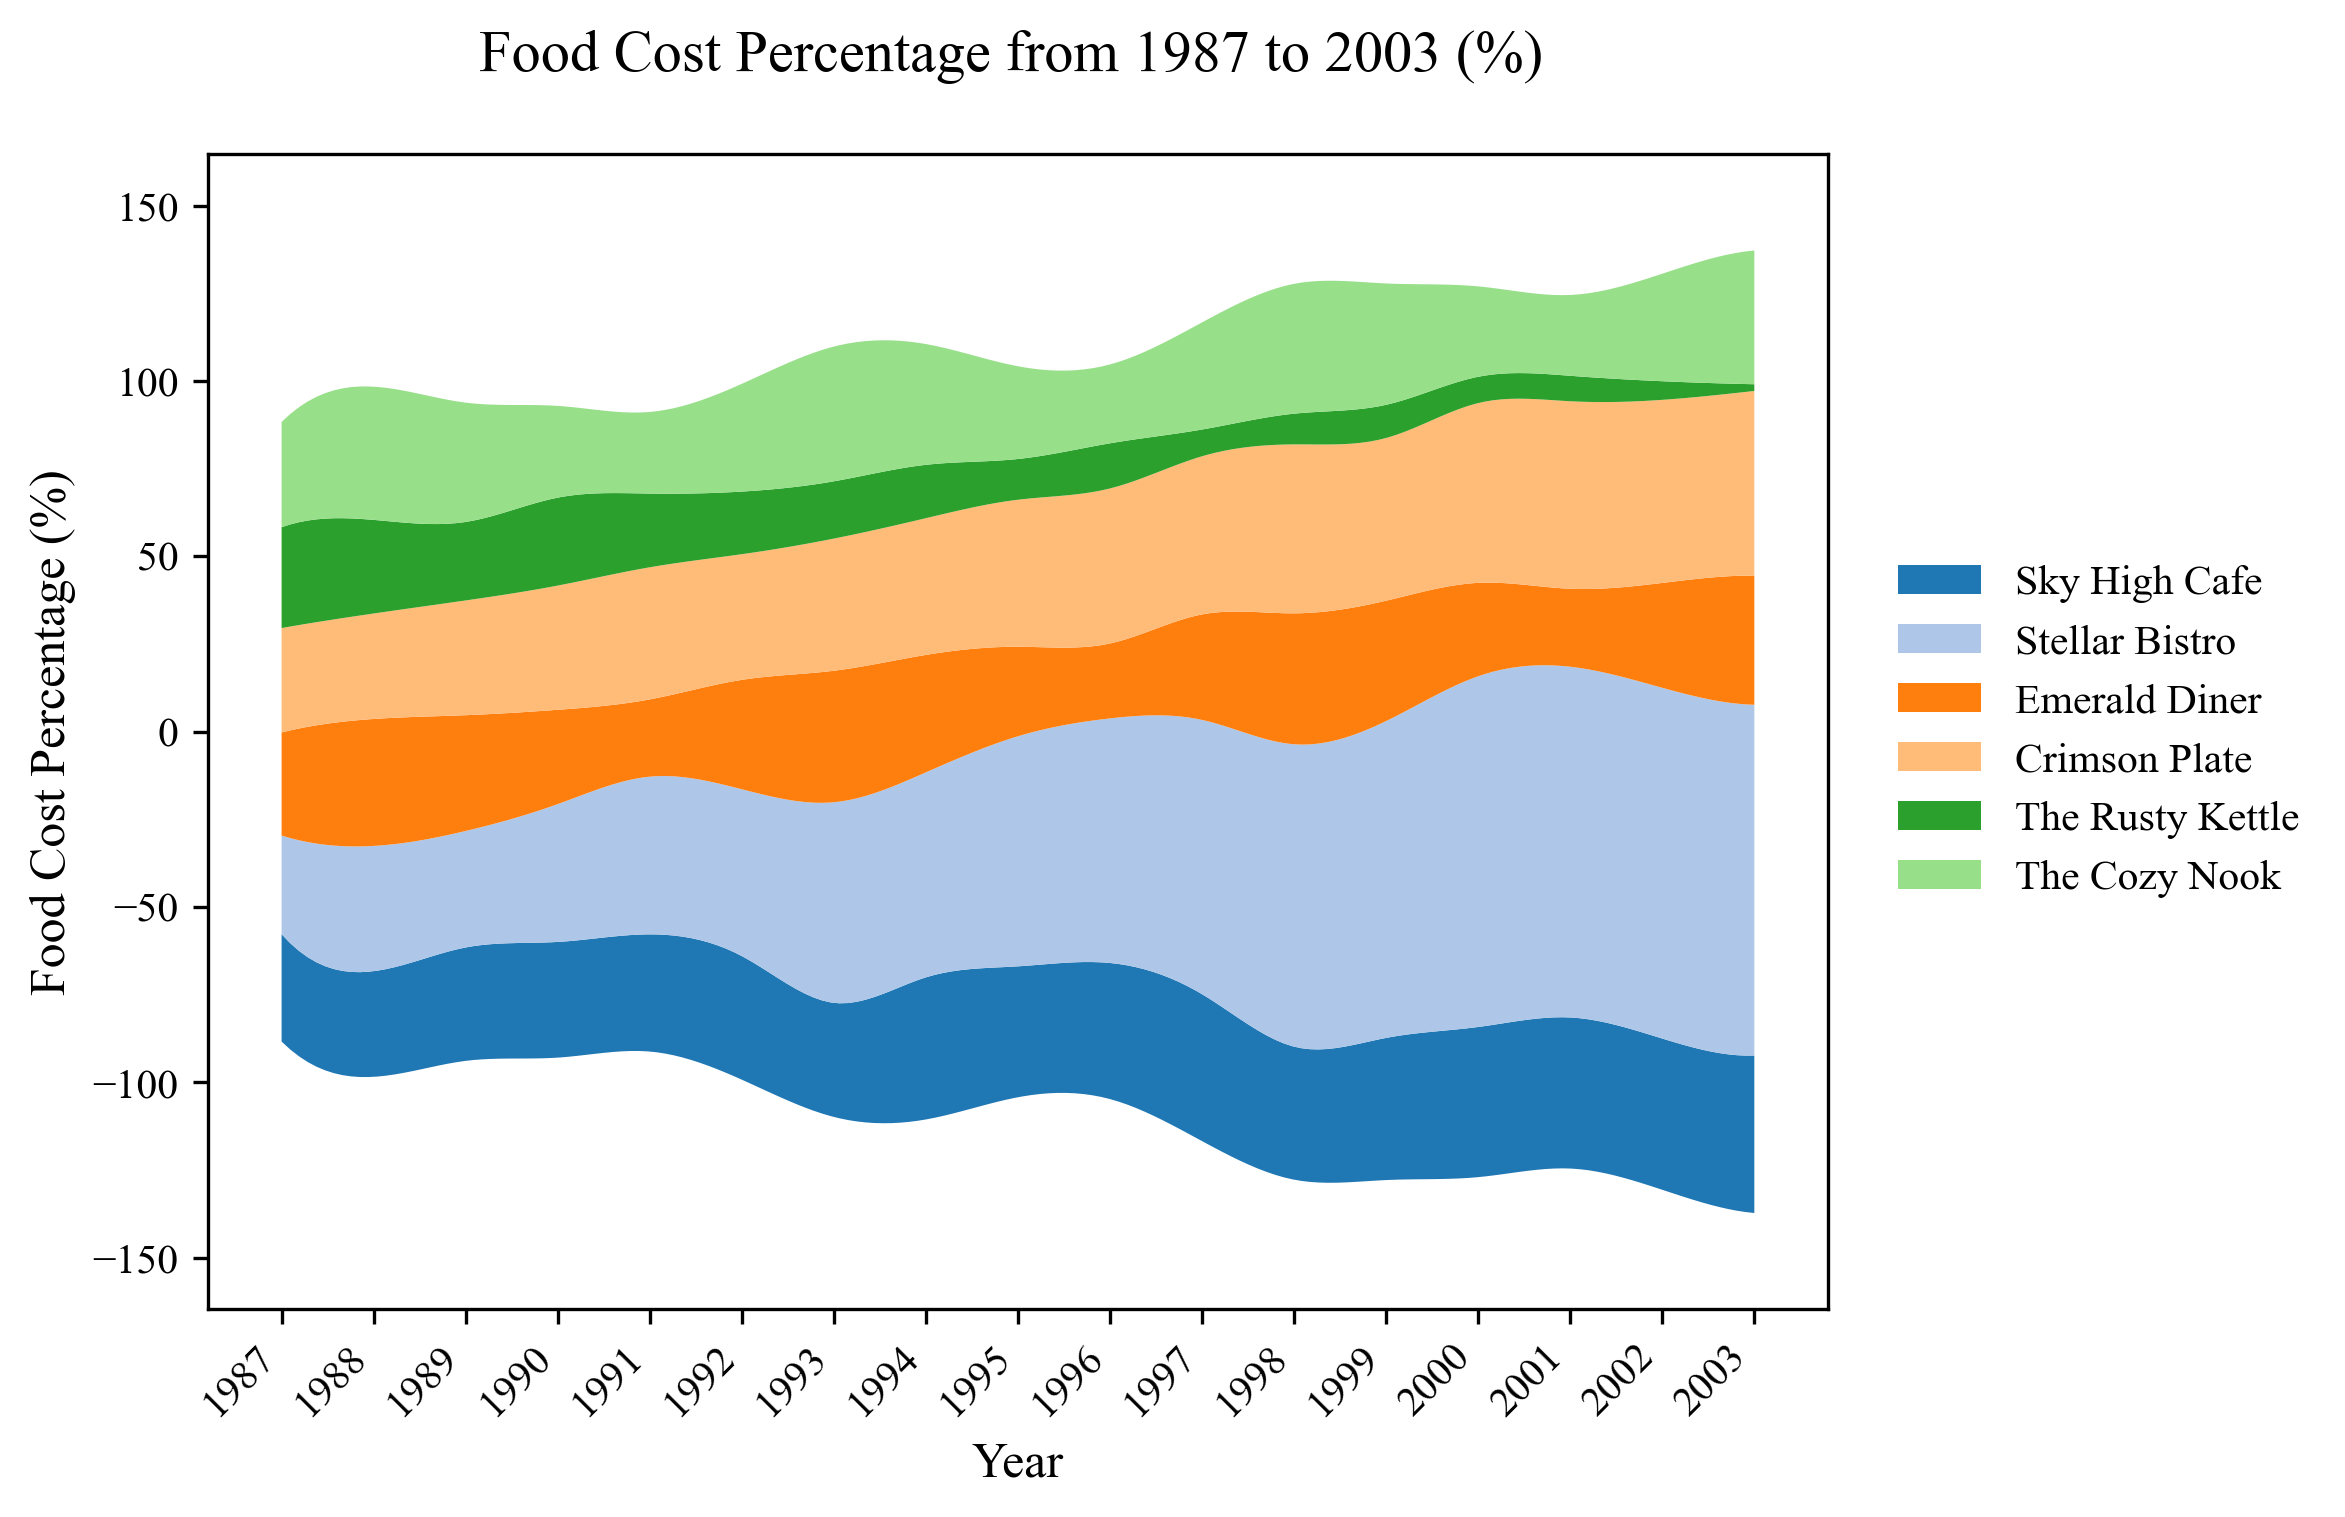 Food Cost Percentage from 1987 to 2003 (%)
Food Cost Percentage (%)
150
100
50
0
−50
−100
−150
1987
1988
1989
1990
1991
1992
1993
1994
1995
1996
1997
1998
1999
2000
2001
2002
2003
Year
Sky High Cafe
Stellar Bistro
Emerald Diner
Crimson Plate
The Rusty Kettle
The Cozy Nook